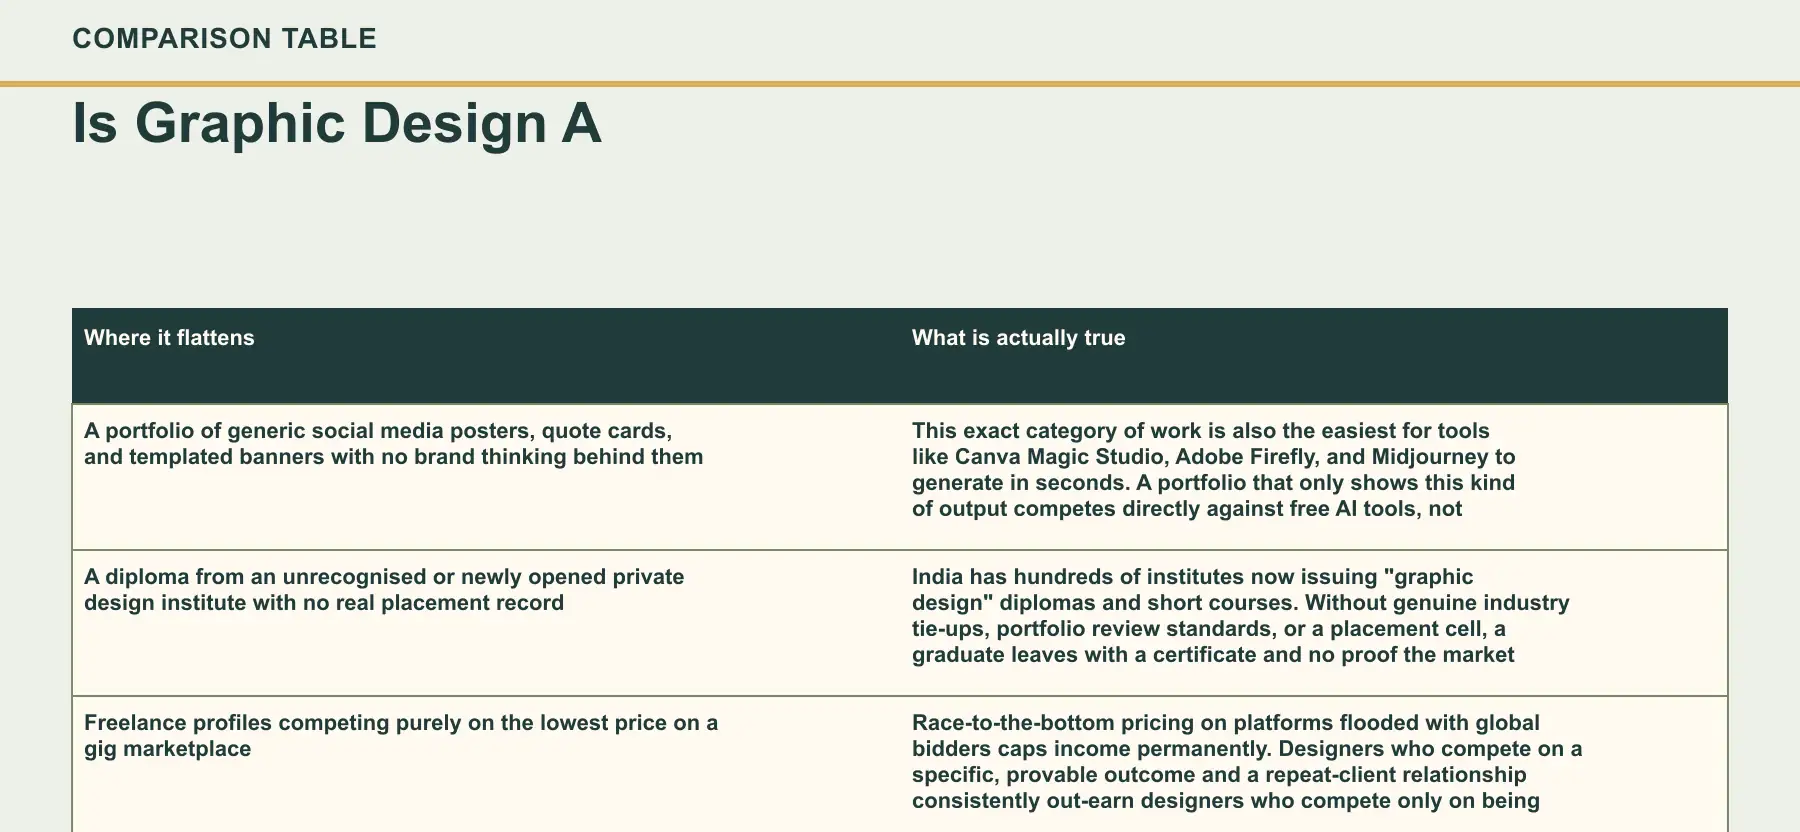 COMPARISON TABLE
Is Graphic Design A
Where it flattens
What is actually true
A portfolio of generic social media posters, quote cards,
and templated banners with no brand thinking behind them
This exact category of work is also the easiest for tools
like Canva Magic Studio, Adobe Firefly, and Midjourney to
generate in seconds. A portfolio that only shows this kind
of output competes directly against free AI tools, not
A diploma from an unrecognised or newly opened private
design institute with no real placement record
India has hundreds of institutes now issuing "graphic
design" diplomas and short courses. Without genuine industry
tie-ups, portfolio review standards, or a placement cell, a
graduate leaves with a certificate and no proof the market
Freelance profiles competing purely on the lowest price on a
gig marketplace
Race-to-the-bottom pricing on platforms flooded with global
bidders caps income permanently. Designers who compete on a
specific, provable outcome and a repeat-client relationship
consistently out-earn designers who compete only on being